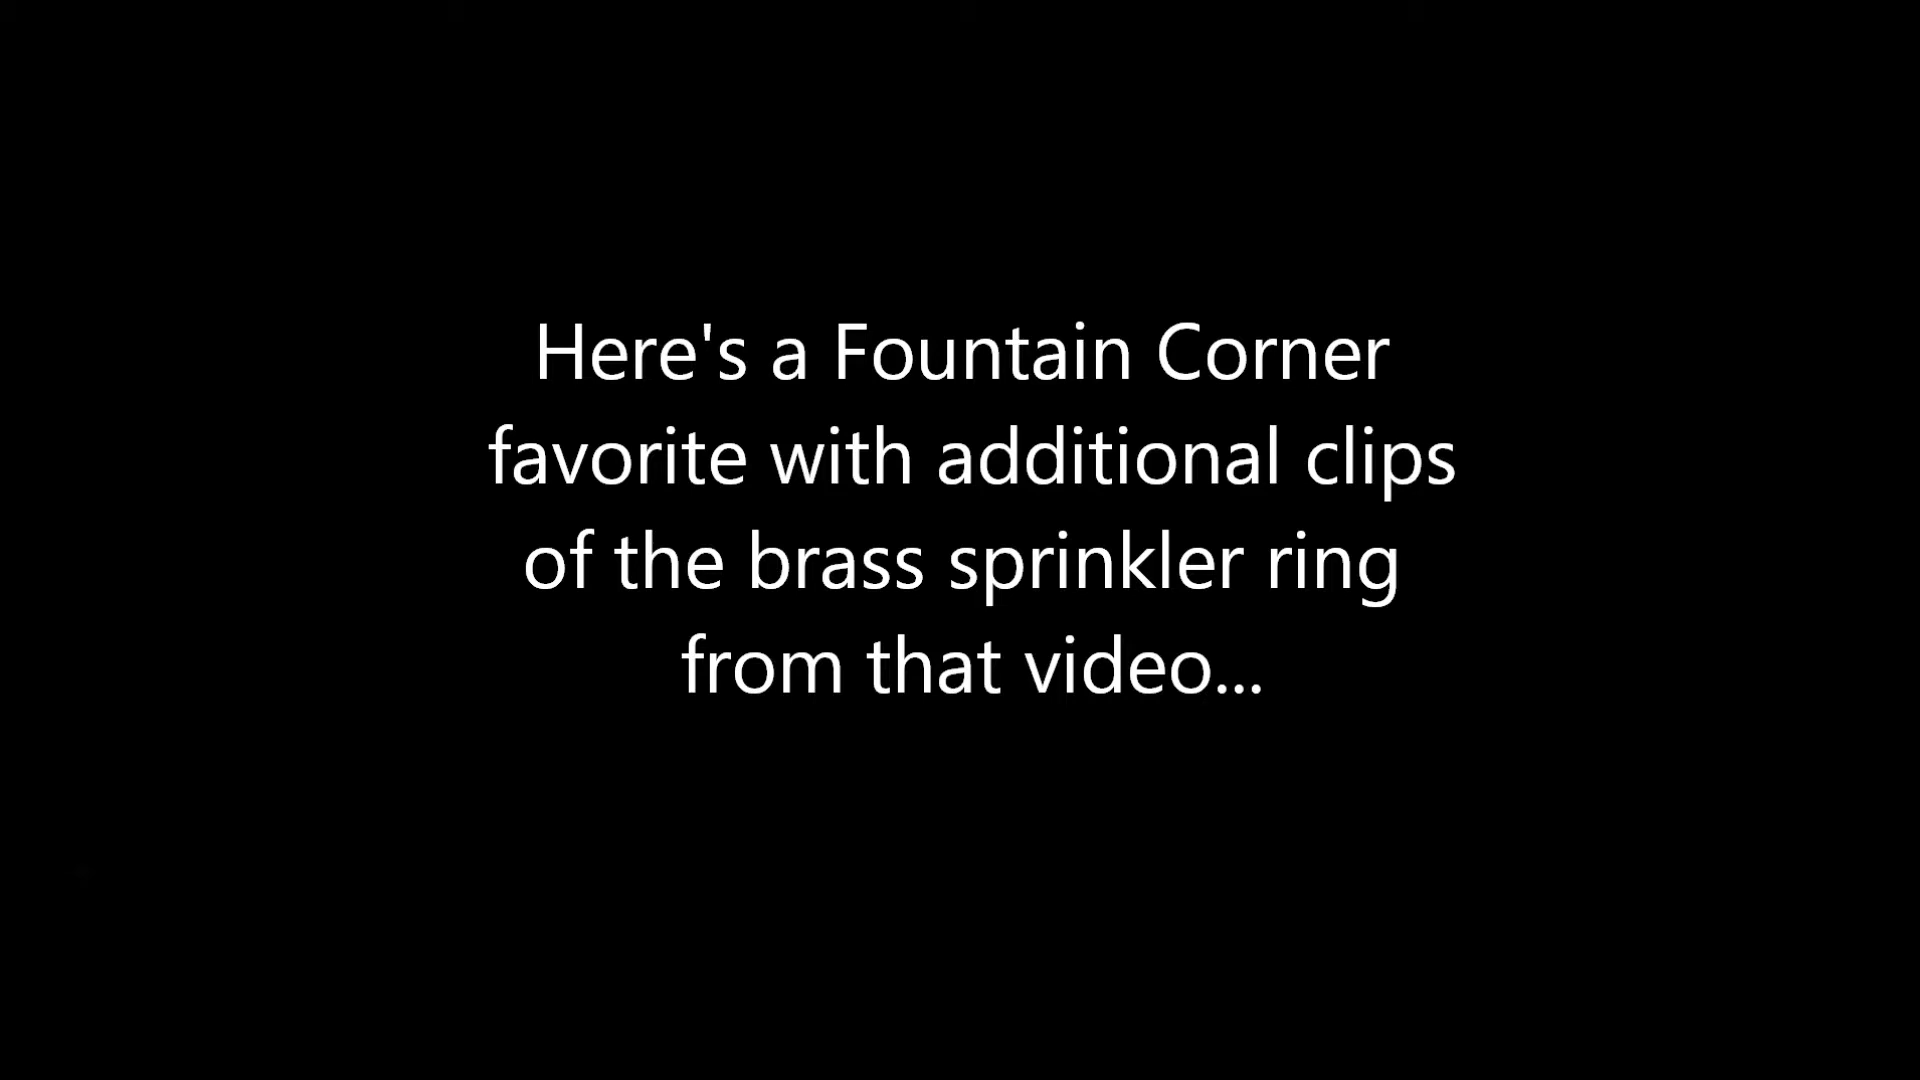 Here's a Fountain Corner
favorite with additional clips
of the brass sprinkler ring
from that video...